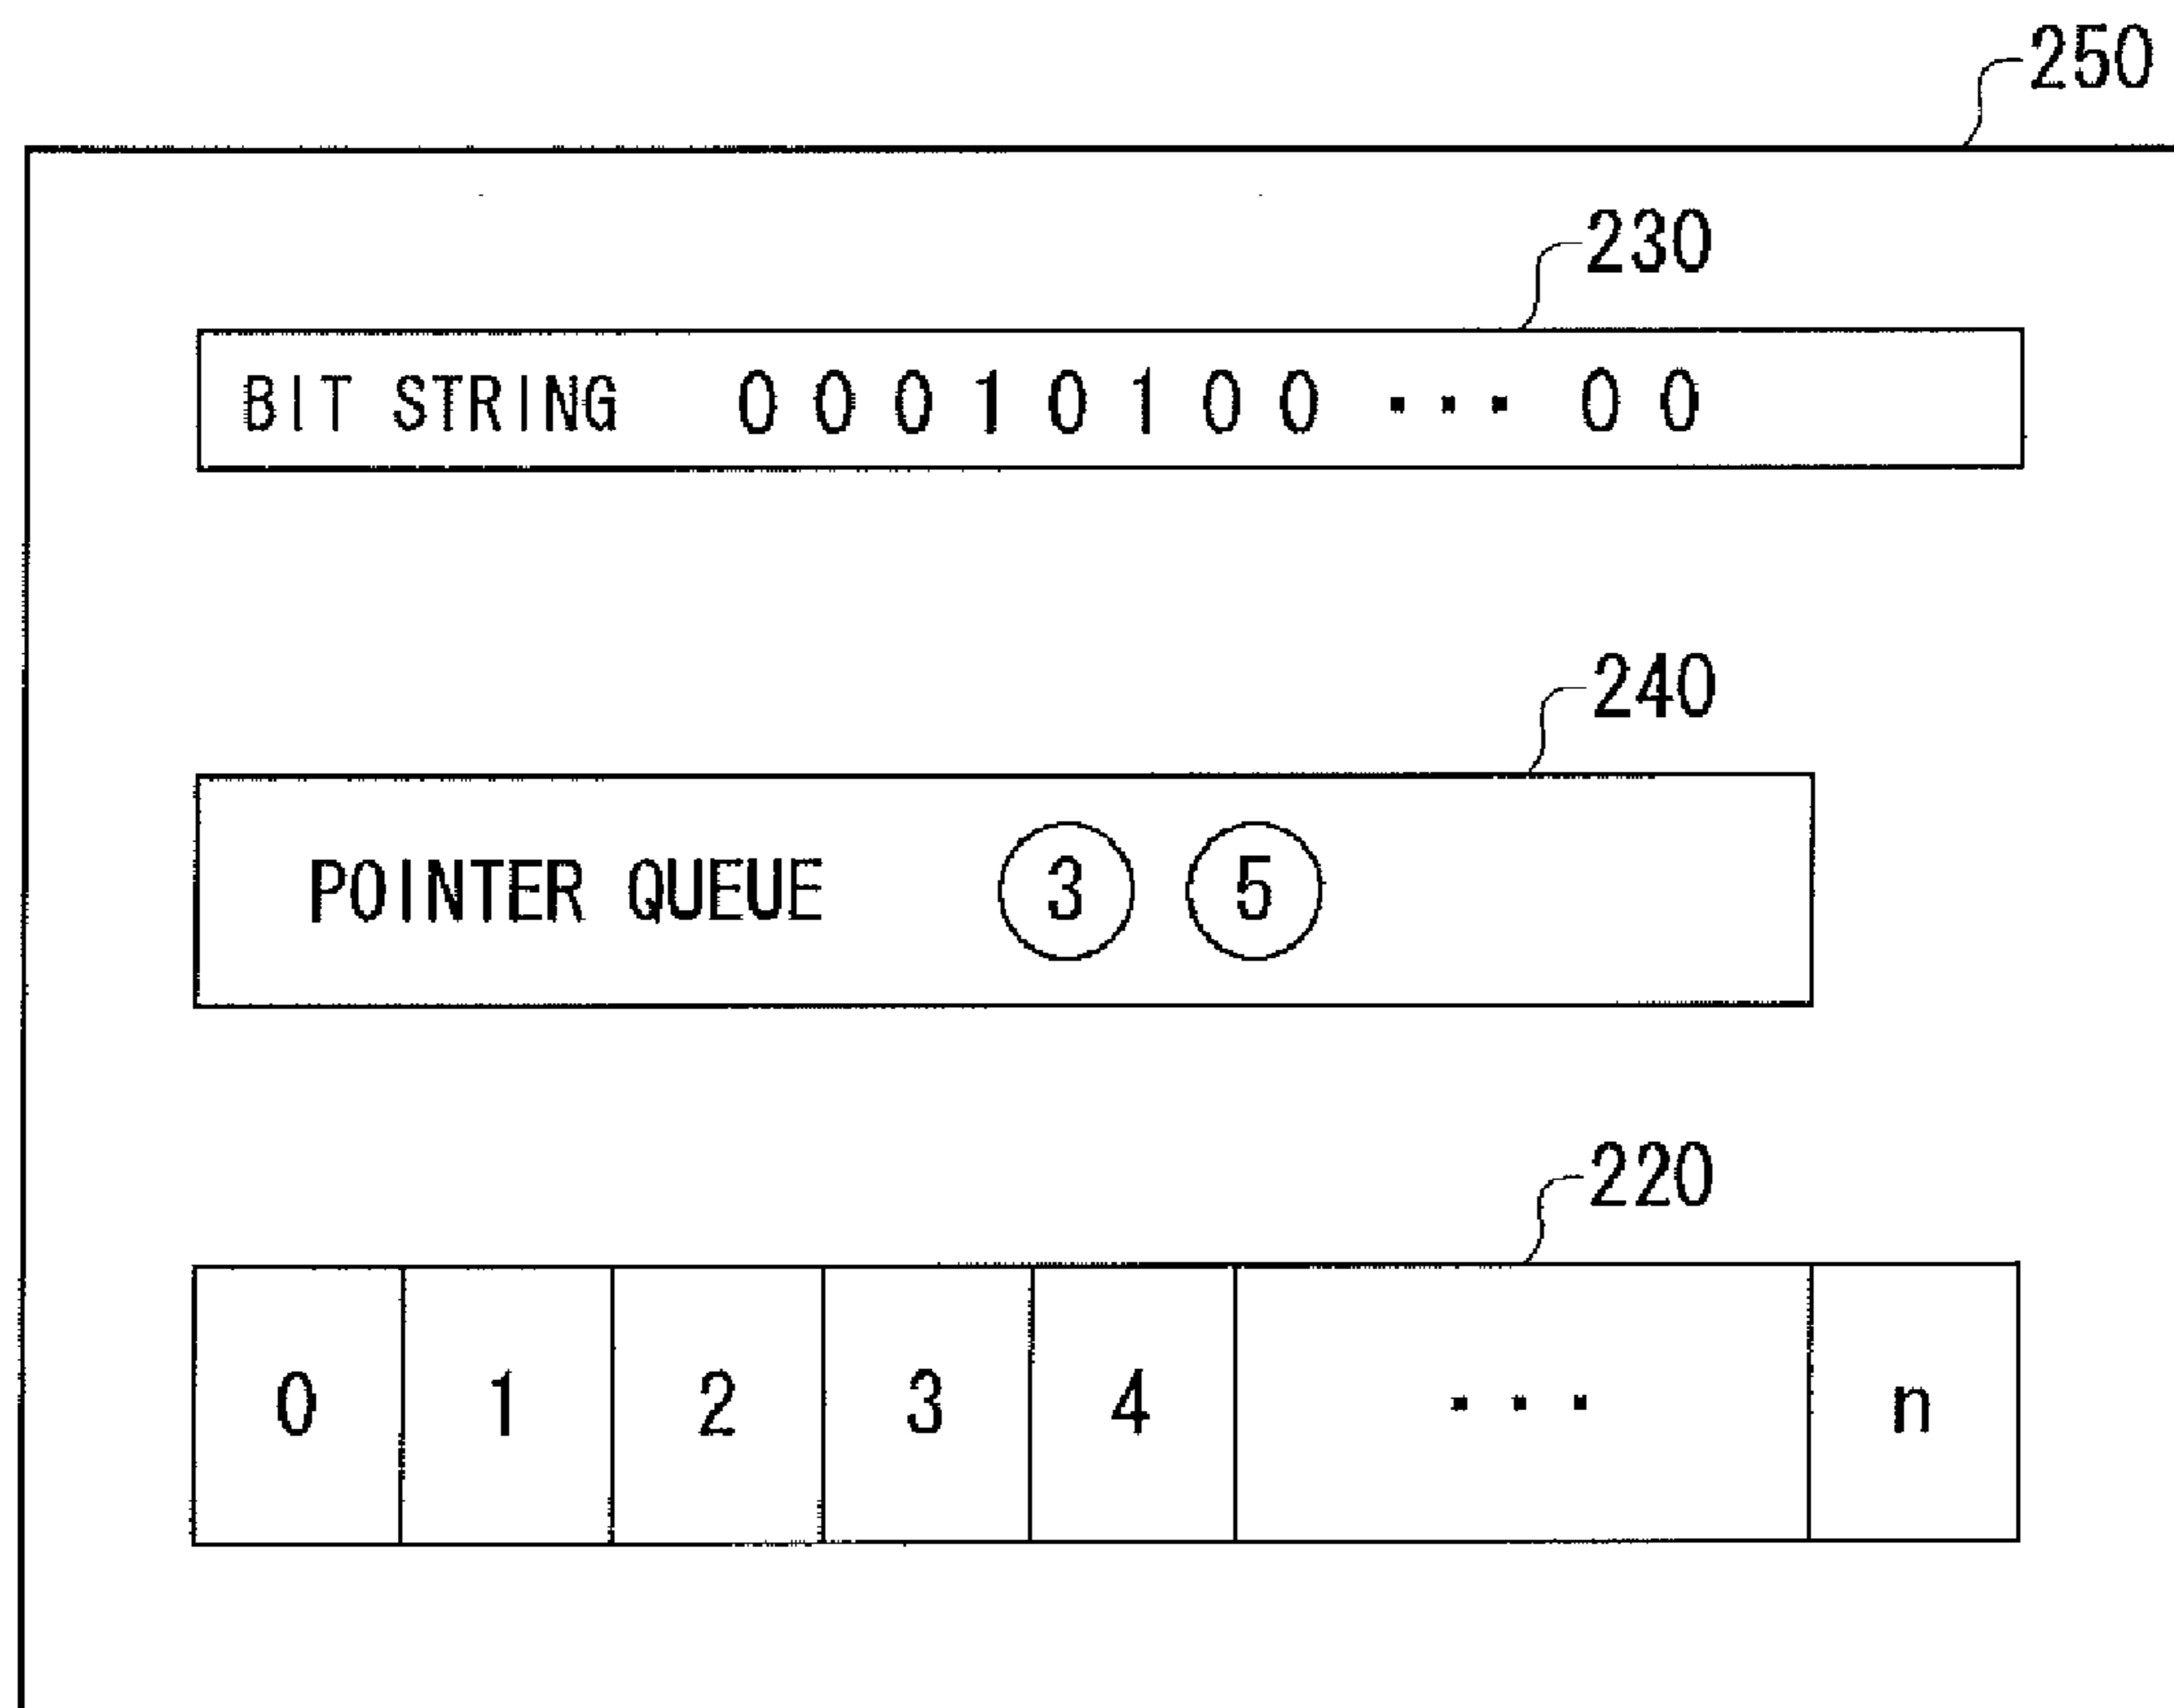 250
230
BIT STRING 0 0 0 1 0 1 0 0 ··· 0 0
240
POINTER QUEUE 3 5
220
0 1 2 3 4 ··· n